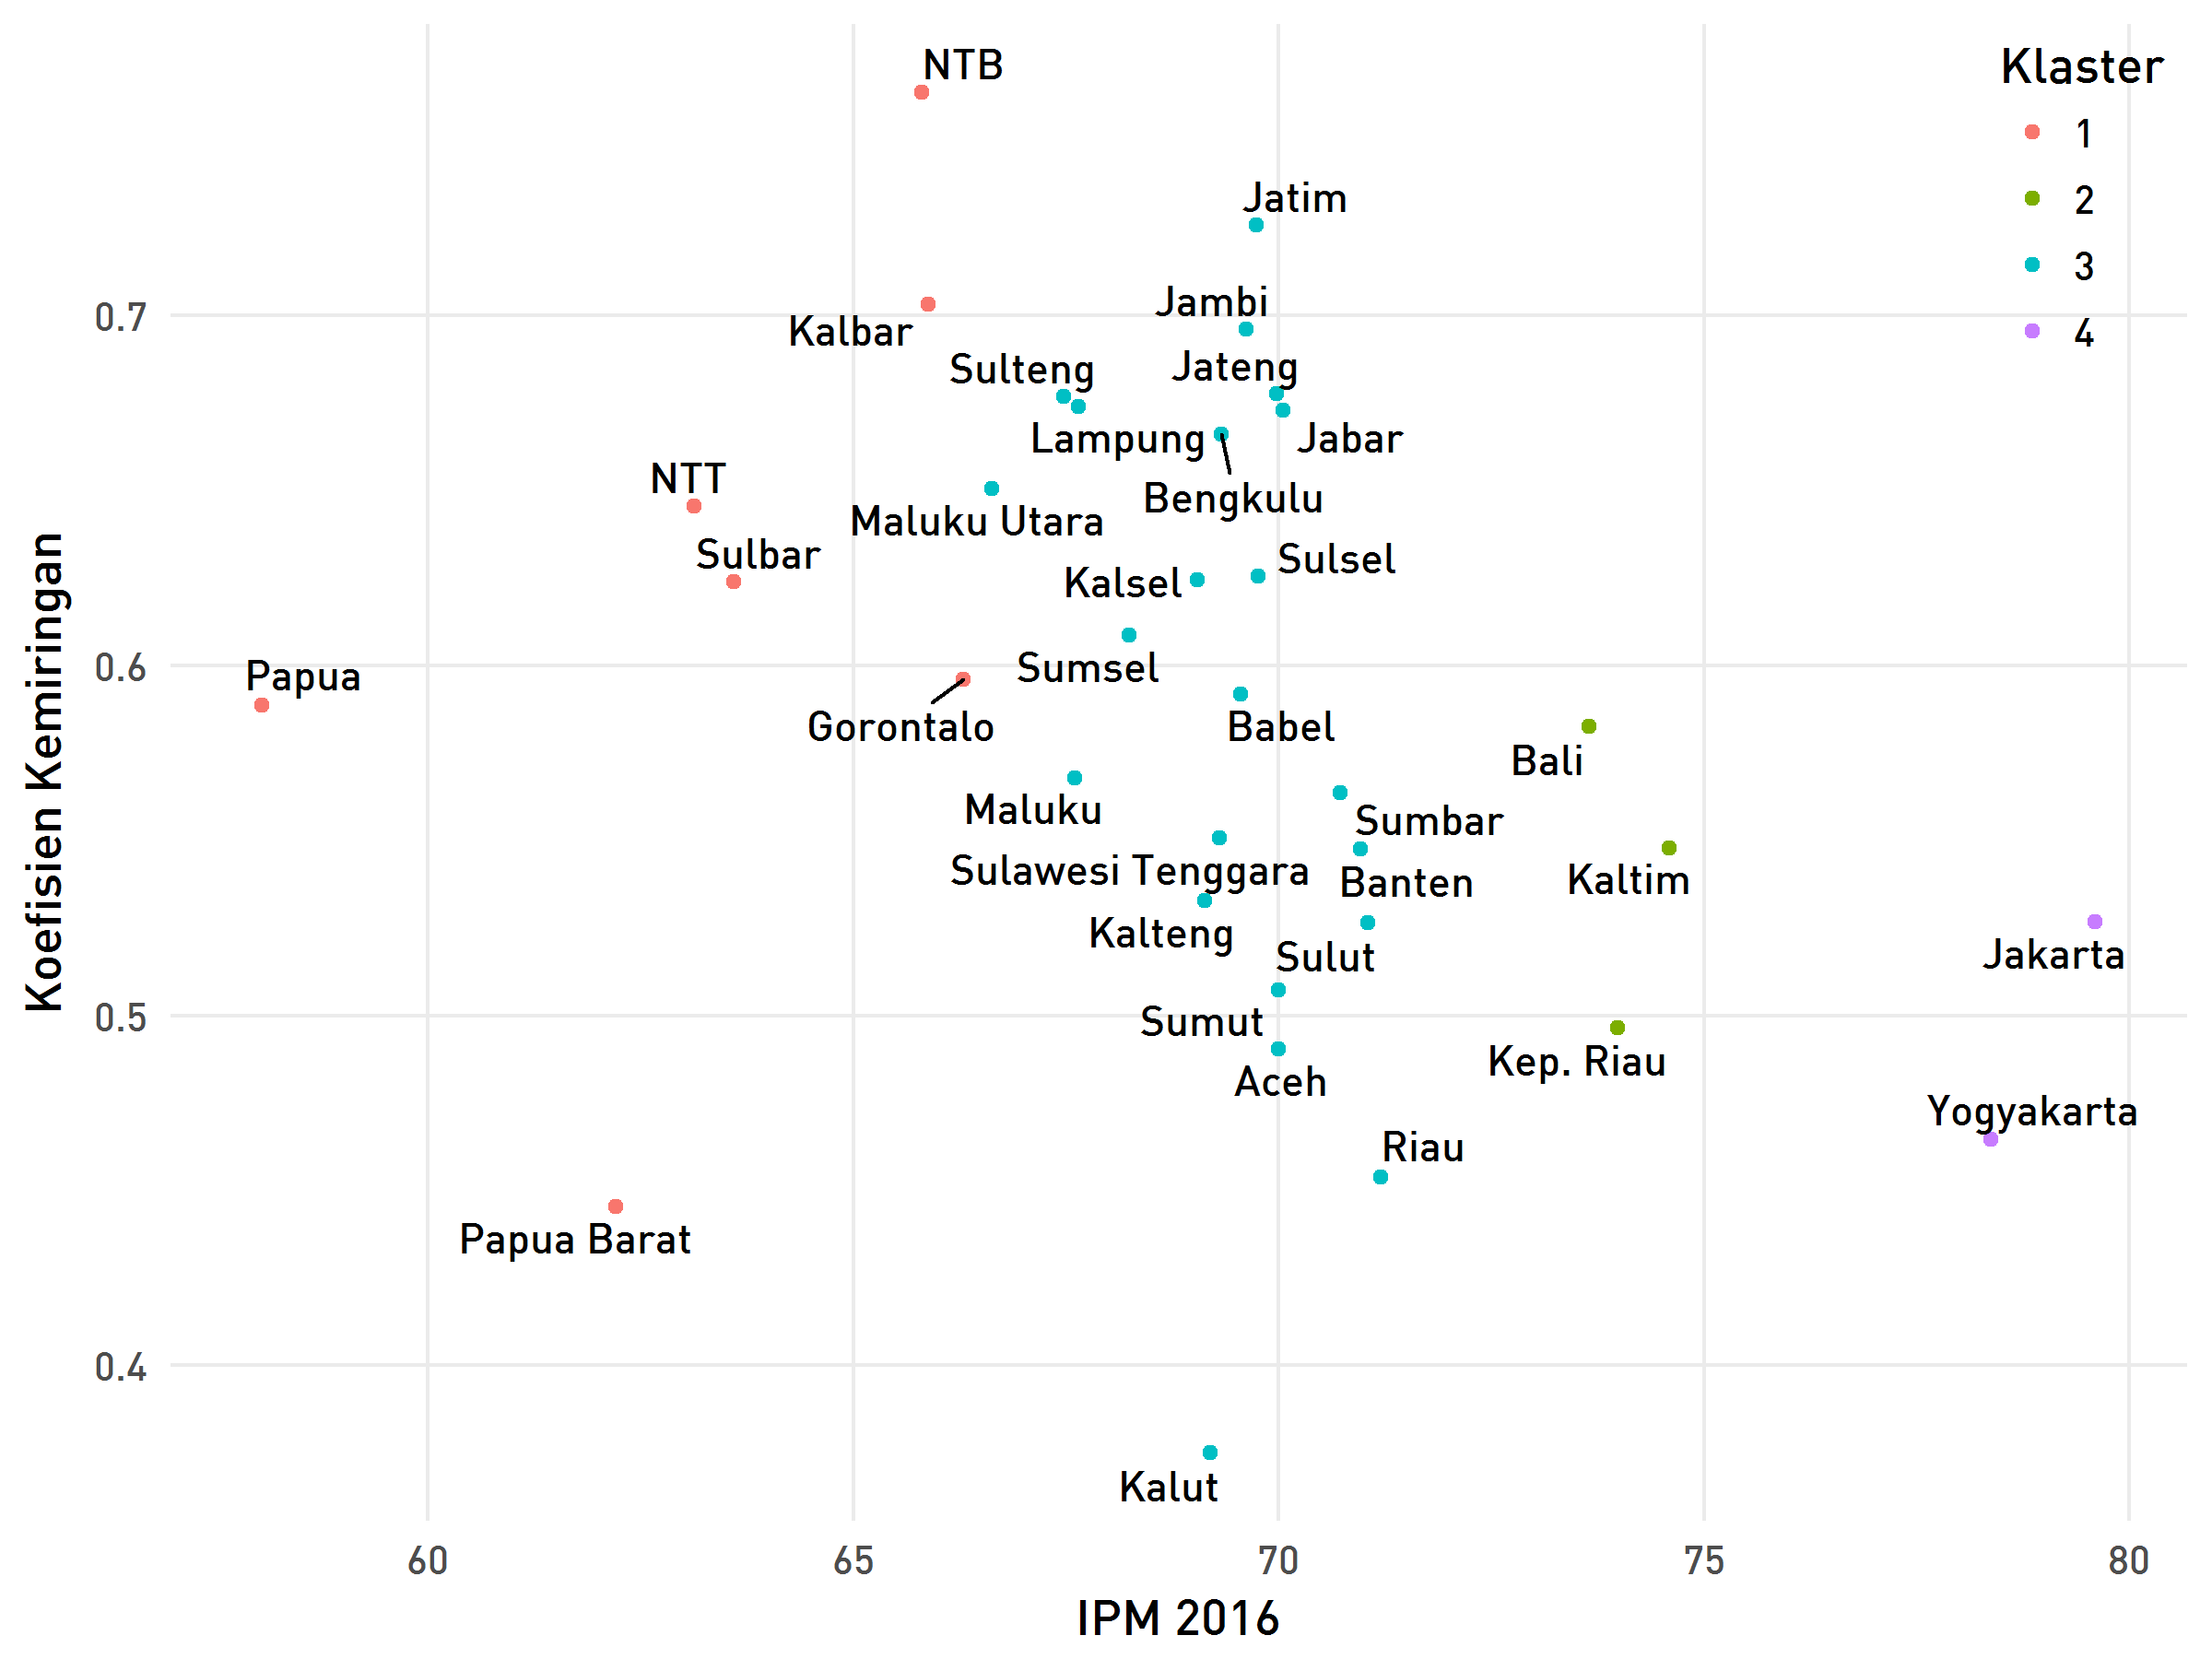 NTB
Klaster
1
Jatim
2
Jambi
3
0.7
Kalbar
4
Sulteng
Jateng
Lampung
Jabar
NTT
Bengkulu
Maluku Utara
Sulbar
Sulsel
Kalsel
0.6
Papua
Sumsel
Gorontalo
Babel
Bali
Maluku
Sumbar
Sulawesi Tenggara
Banten
Kaltim
Kalteng
Sulut
Jakarta
0.5
Sumut
Kep. Riau
Aceh
Yogyakarta
Riau
Papua Barat
0.4
Kalut
Koefisien Kemiringan
60
65
70
75
80
IPM 2016